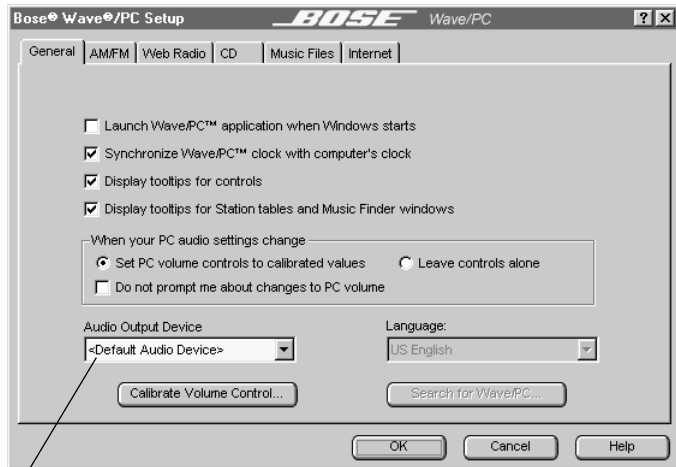 Bose® Wave®/PC Setup BOSE Wave/PC
General AM/FM Web Radio CD Music Files Internet
Launch Wave/PC™ application when Windows starts
Synchronize Wave/PC™ clock with computer's clock
Display tooltips for controls
Display tooltips for Station tables and Music Finder windows
When your PC audio settings change
Set PC volume controls to calibrated values Leave controls alone
Do not prompt me about changes to PC volume
Audio Output Device Language:
<Default Audio Device> US English
Calibrate Volume Control... Search for Wave/PC...
OK Cancel Help